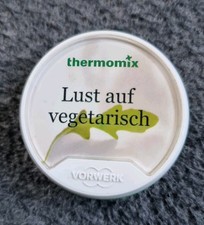 thermomix
Lust auf
vegetarisch
VORWERK